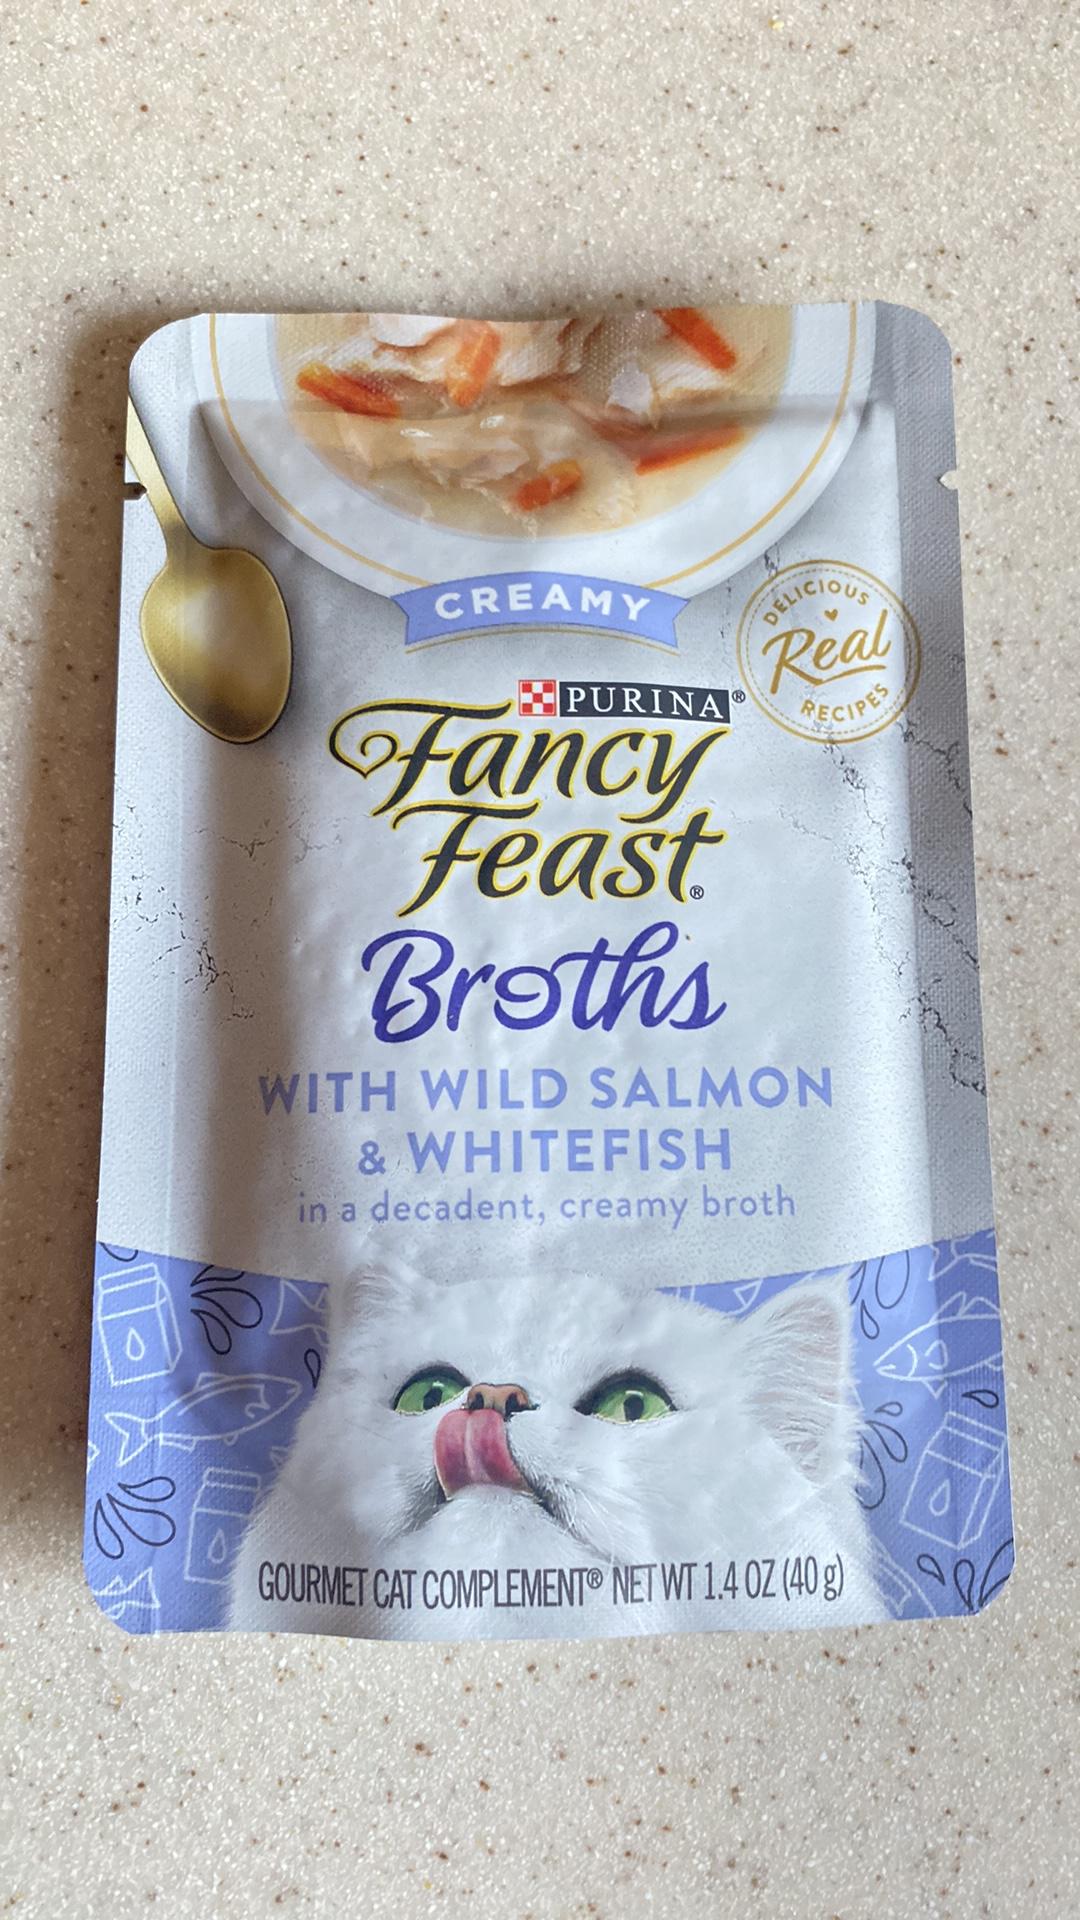 CREAMY
DELICIOUS
Real
RECIPES
PURINA®
Fancy
Feast®
Broths
WITH WILD SALMON
& WHITEFISH
in a decadent, creamy broth
GOURMET CAT COMPLEMENT® NET WT 1.4 OZ (40 g)